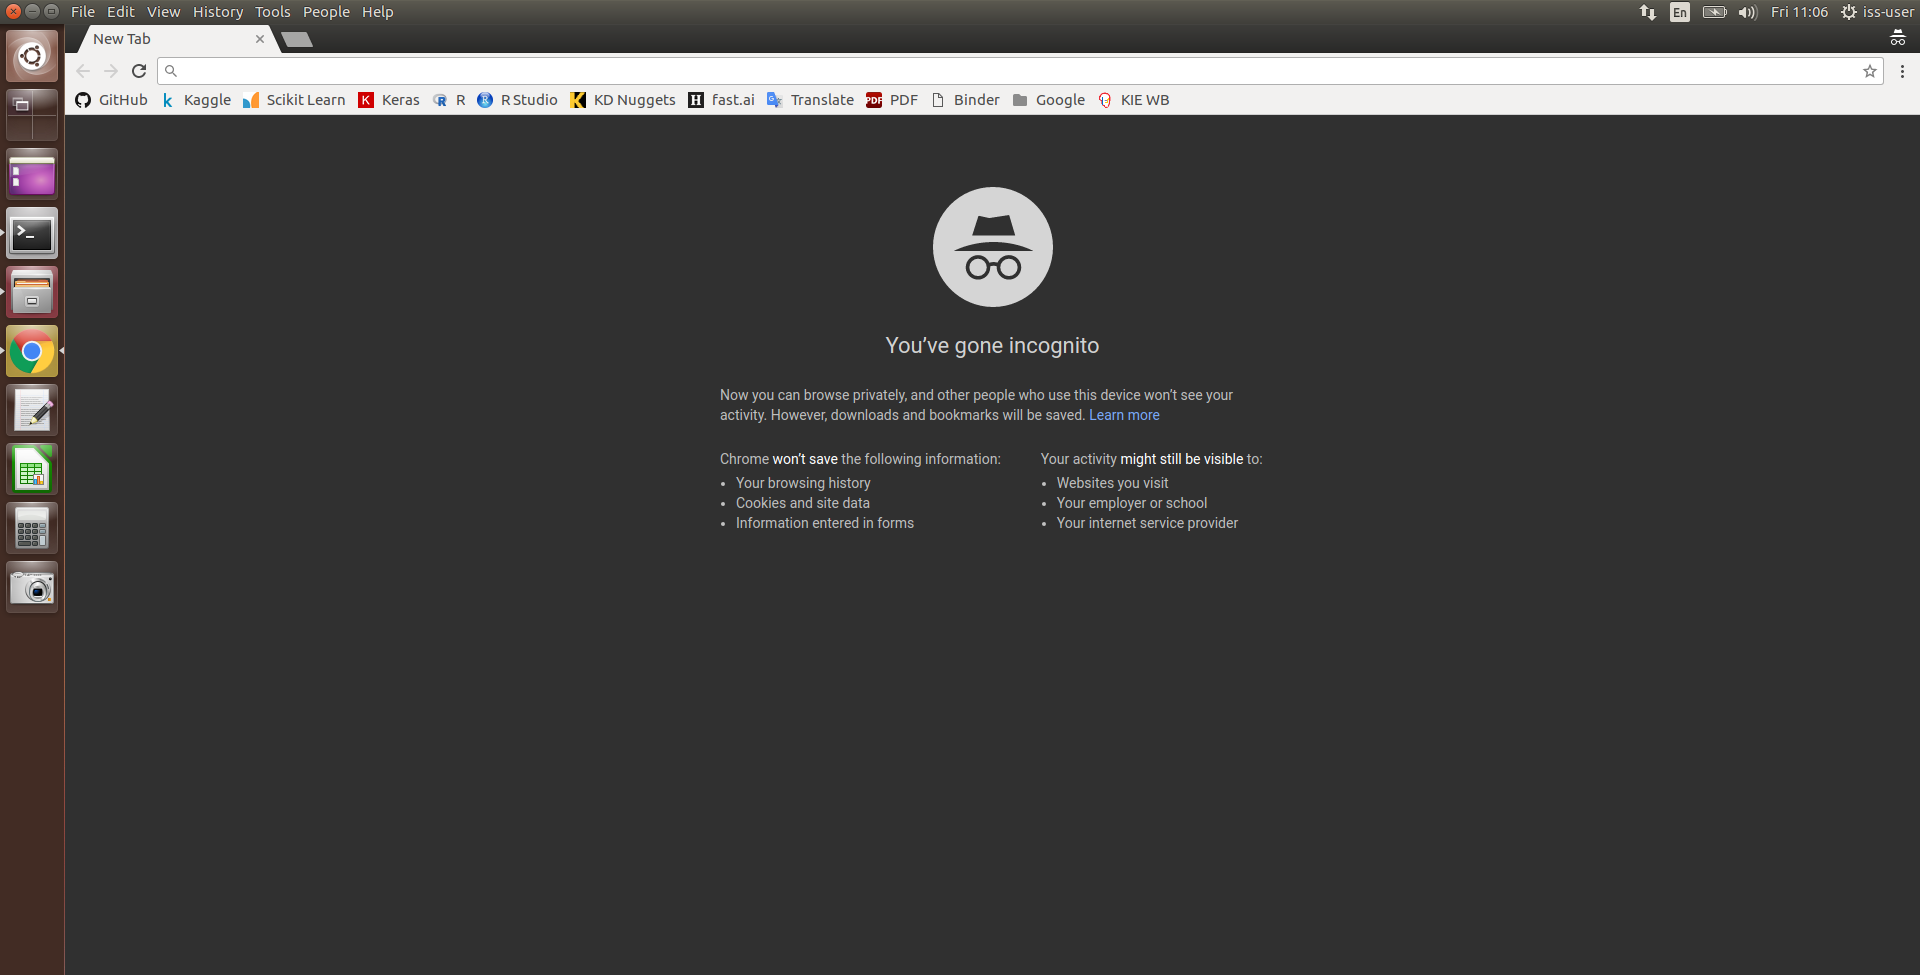 File Edit View History Tools People Help
En Fri 11:06 iss-user
New Tab
GitHub Kaggle Scikit Learn Keras R R Studio KD Nuggets fast.ai Translate PDF PDF Binder Google KIE WB
You've gone incognito
Now you can browse privately, and other people who use this device won't see your
activity. However, downloads and bookmarks will be saved. Learn more
Chrome won't save the following information:
Your browsing history
Cookies and site data
Information entered in forms
Your activity might still be visible to:
Websites you visit
Your employer or school
Your internet service provider